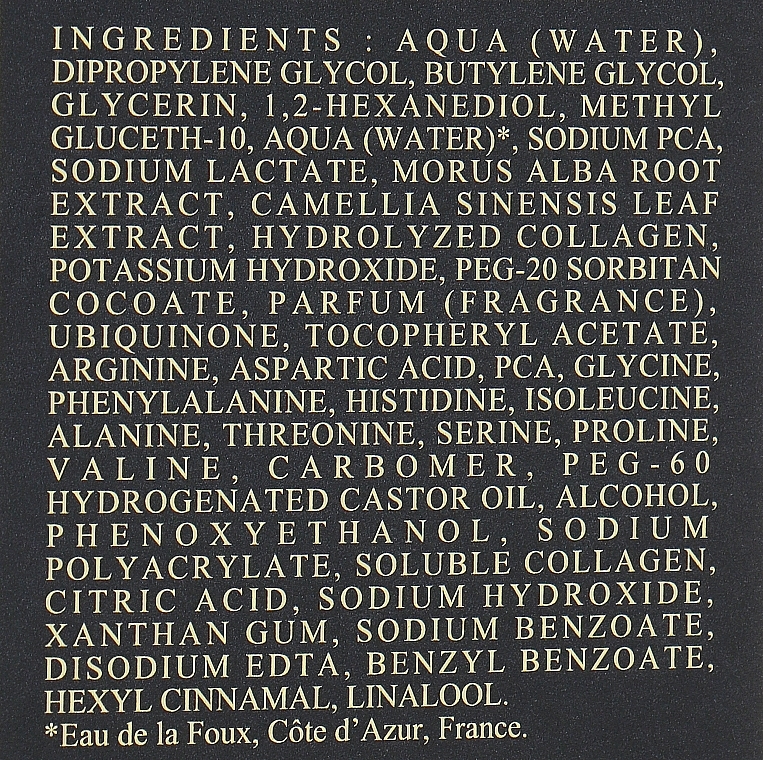 INGREDIENTS : AQUA (WATER),
DIPROPYLENE GLYCOL, BUTYLENE GLYCOL,
GLYCERIN, 1,2-HEXANEDIOL, METHYL
GLUCETH-10, AQUA (WATER)*, SODIUM PCA,
SODIUM LACTATE, MORUS ALBA ROOT
EXTRACT, CAMELLIA SINENSIS LEAF
EXTRACT, HYDROLYZED COLLAGEN,
POTASSIUM HYDROXIDE, PEG-20 SORBITAN
COCOATE, PARFUM (FRAGRANCE),
UBIQUINONE, TOCOPHERYL ACETATE,
ARGININE, ASPARTIC ACID, PCA, GLYCINE,
PHENYLALANINE, HISTIDINE, ISOLEUCINE,
ALANINE, THREONINE, SERINE, PROLINE,
VALINE, CARBOMER, PEG-60
HYDROGENATED CASTOR OIL, ALCOHOL,
PHENOXYETHANOL, SODIUM
POLYACRYLATE, SOLUBLE COLLAGEN,
CITRIC ACID, SODIUM HYDROXIDE,
XANTHAN GUM, SODIUM BENZOATE,
DISODIUM EDTA, BENZYL BENZOATE,
HEXYL CINNAMAL, LINALOOL.
*Eau de la Foux, Côte d'Azur, France.